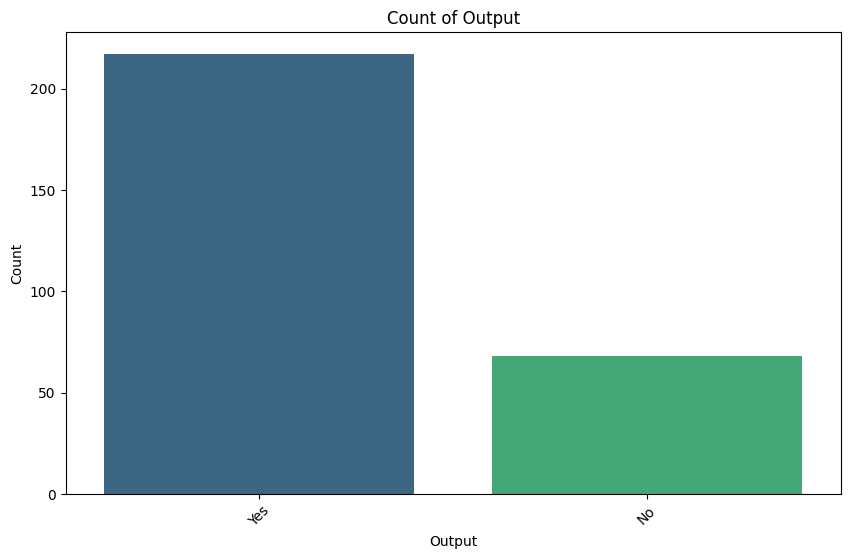 Count of Output
200
150
100
50
0
Count
Yes
No
Output